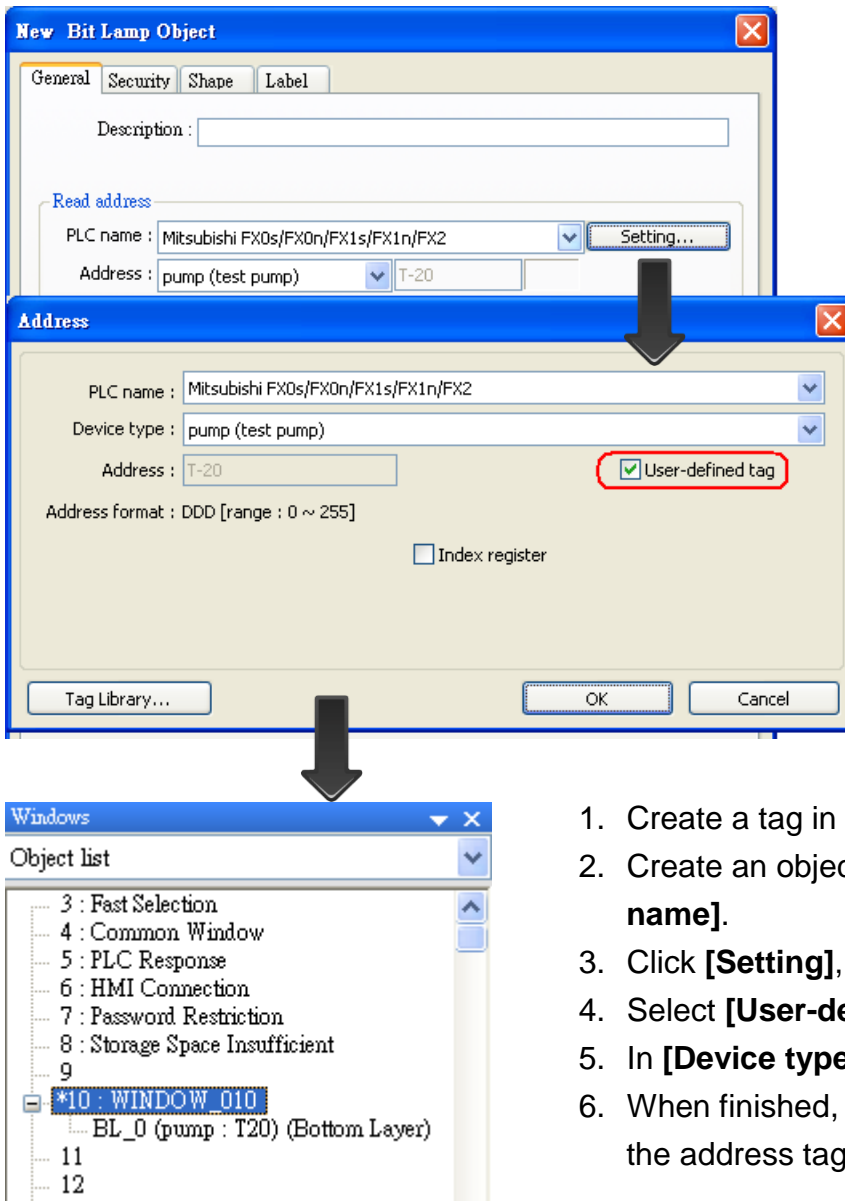 New Bit Lamp Object
General Security Shape Label
Description :
Read address
PLC name : Mitsubishi FX0s/FX0n/FX1s/FX1n/FX2 Setting...
Address : pump (test pump) T-20
Address
PLC name : Mitsubishi FX0s/FX0n/FX1s/FX1n/FX2
Device type : pump (test pump)
Address : T-20 User-defined tag
Address format : DDD [range : 0 ~ 255]
Index register
Tag Library... OK Cancel
Windows
Object list
3 : Fast Selection
4 : Common Window
5 : PLC Response
6 : HMI Connection
7 : Password Restriction
8 : Storage Space Insufficient
9
*10 : WINDOW_010
BL_0 (pump : T20) (Bottom Layer)
11
12
1. Create a tag in
2. Create an objec
name].
3. Click [Setting],
4. Select [User-de
5. In [Device type
6. When finished,
the address tag